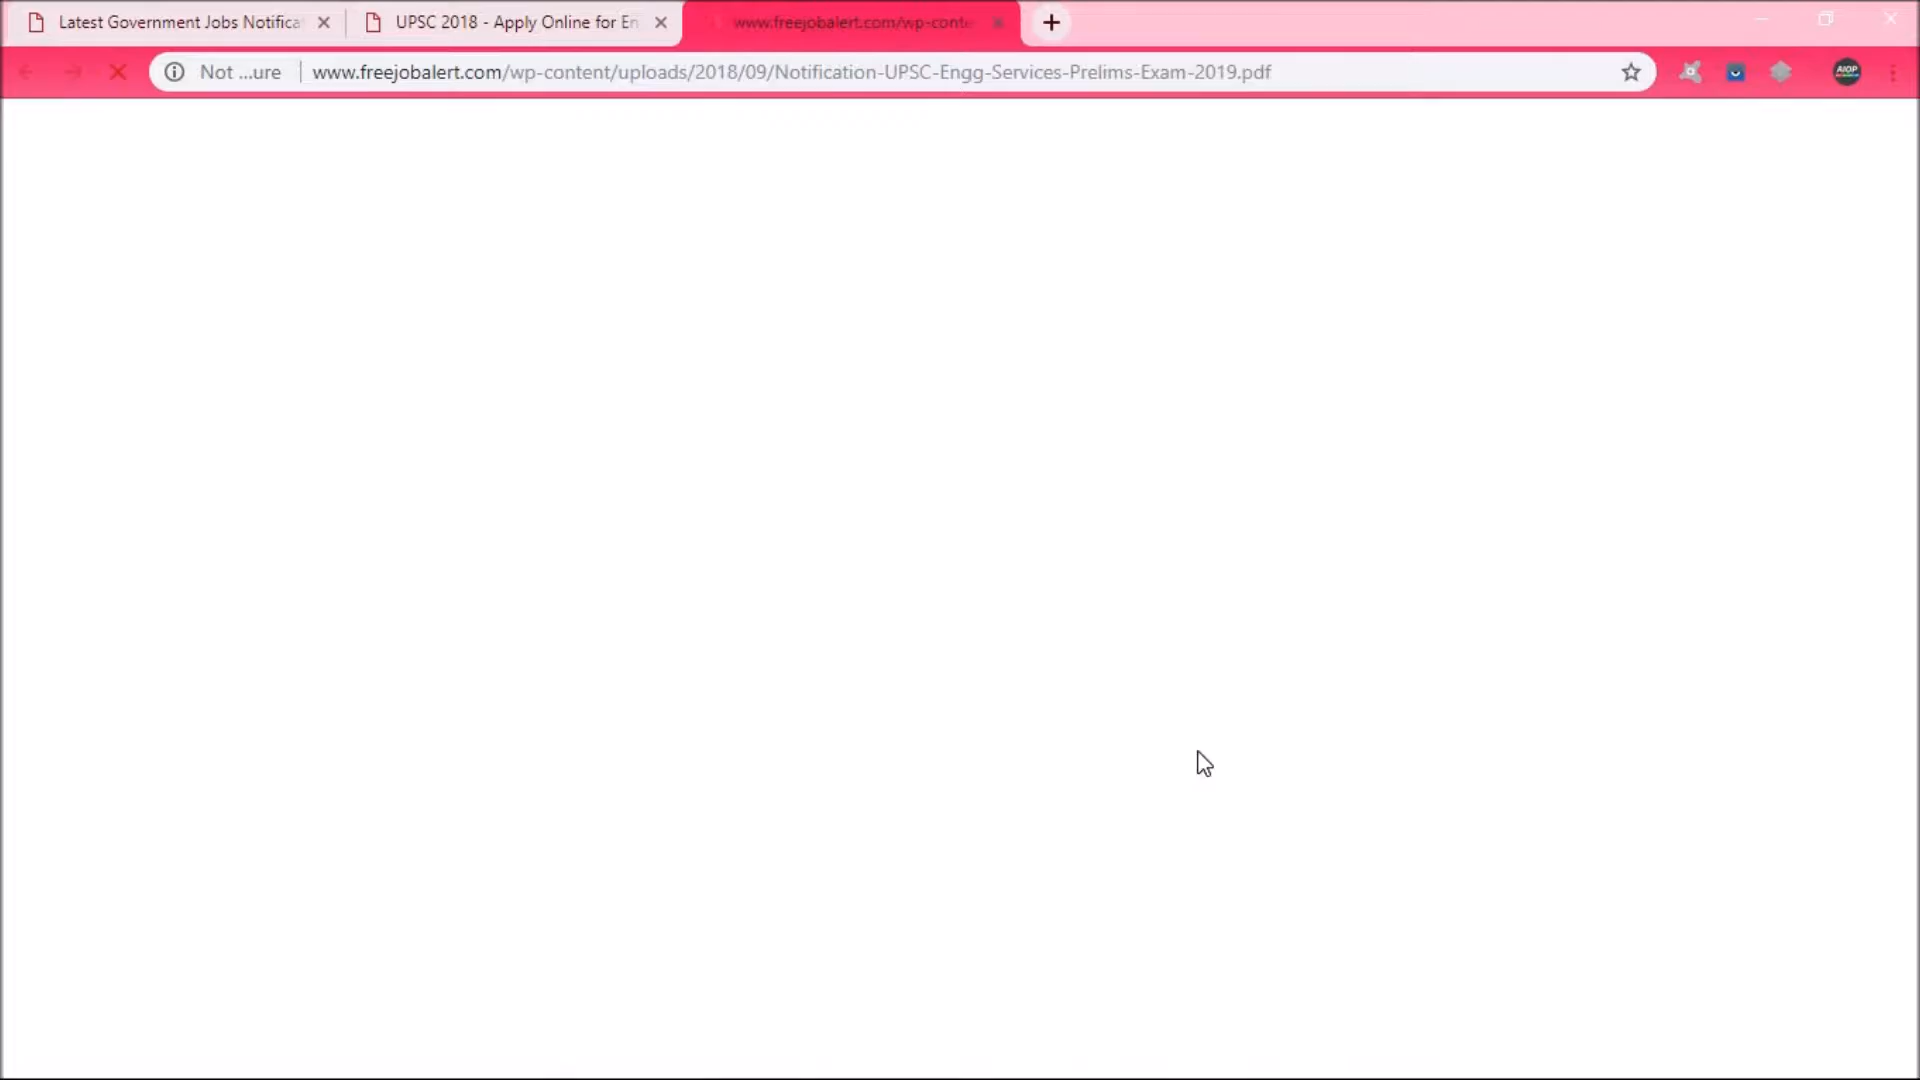 Latest Government Jobs Notifica
UPSC 2018 - Apply Online for En
www.freejobalert.com/wp-conte
Not ...ure
www.freejobalert.com/wp-content/uploads/2018/09/Notification-UPSC-Engg-Services-Prelims-Exam-2019.pdf
AIOP